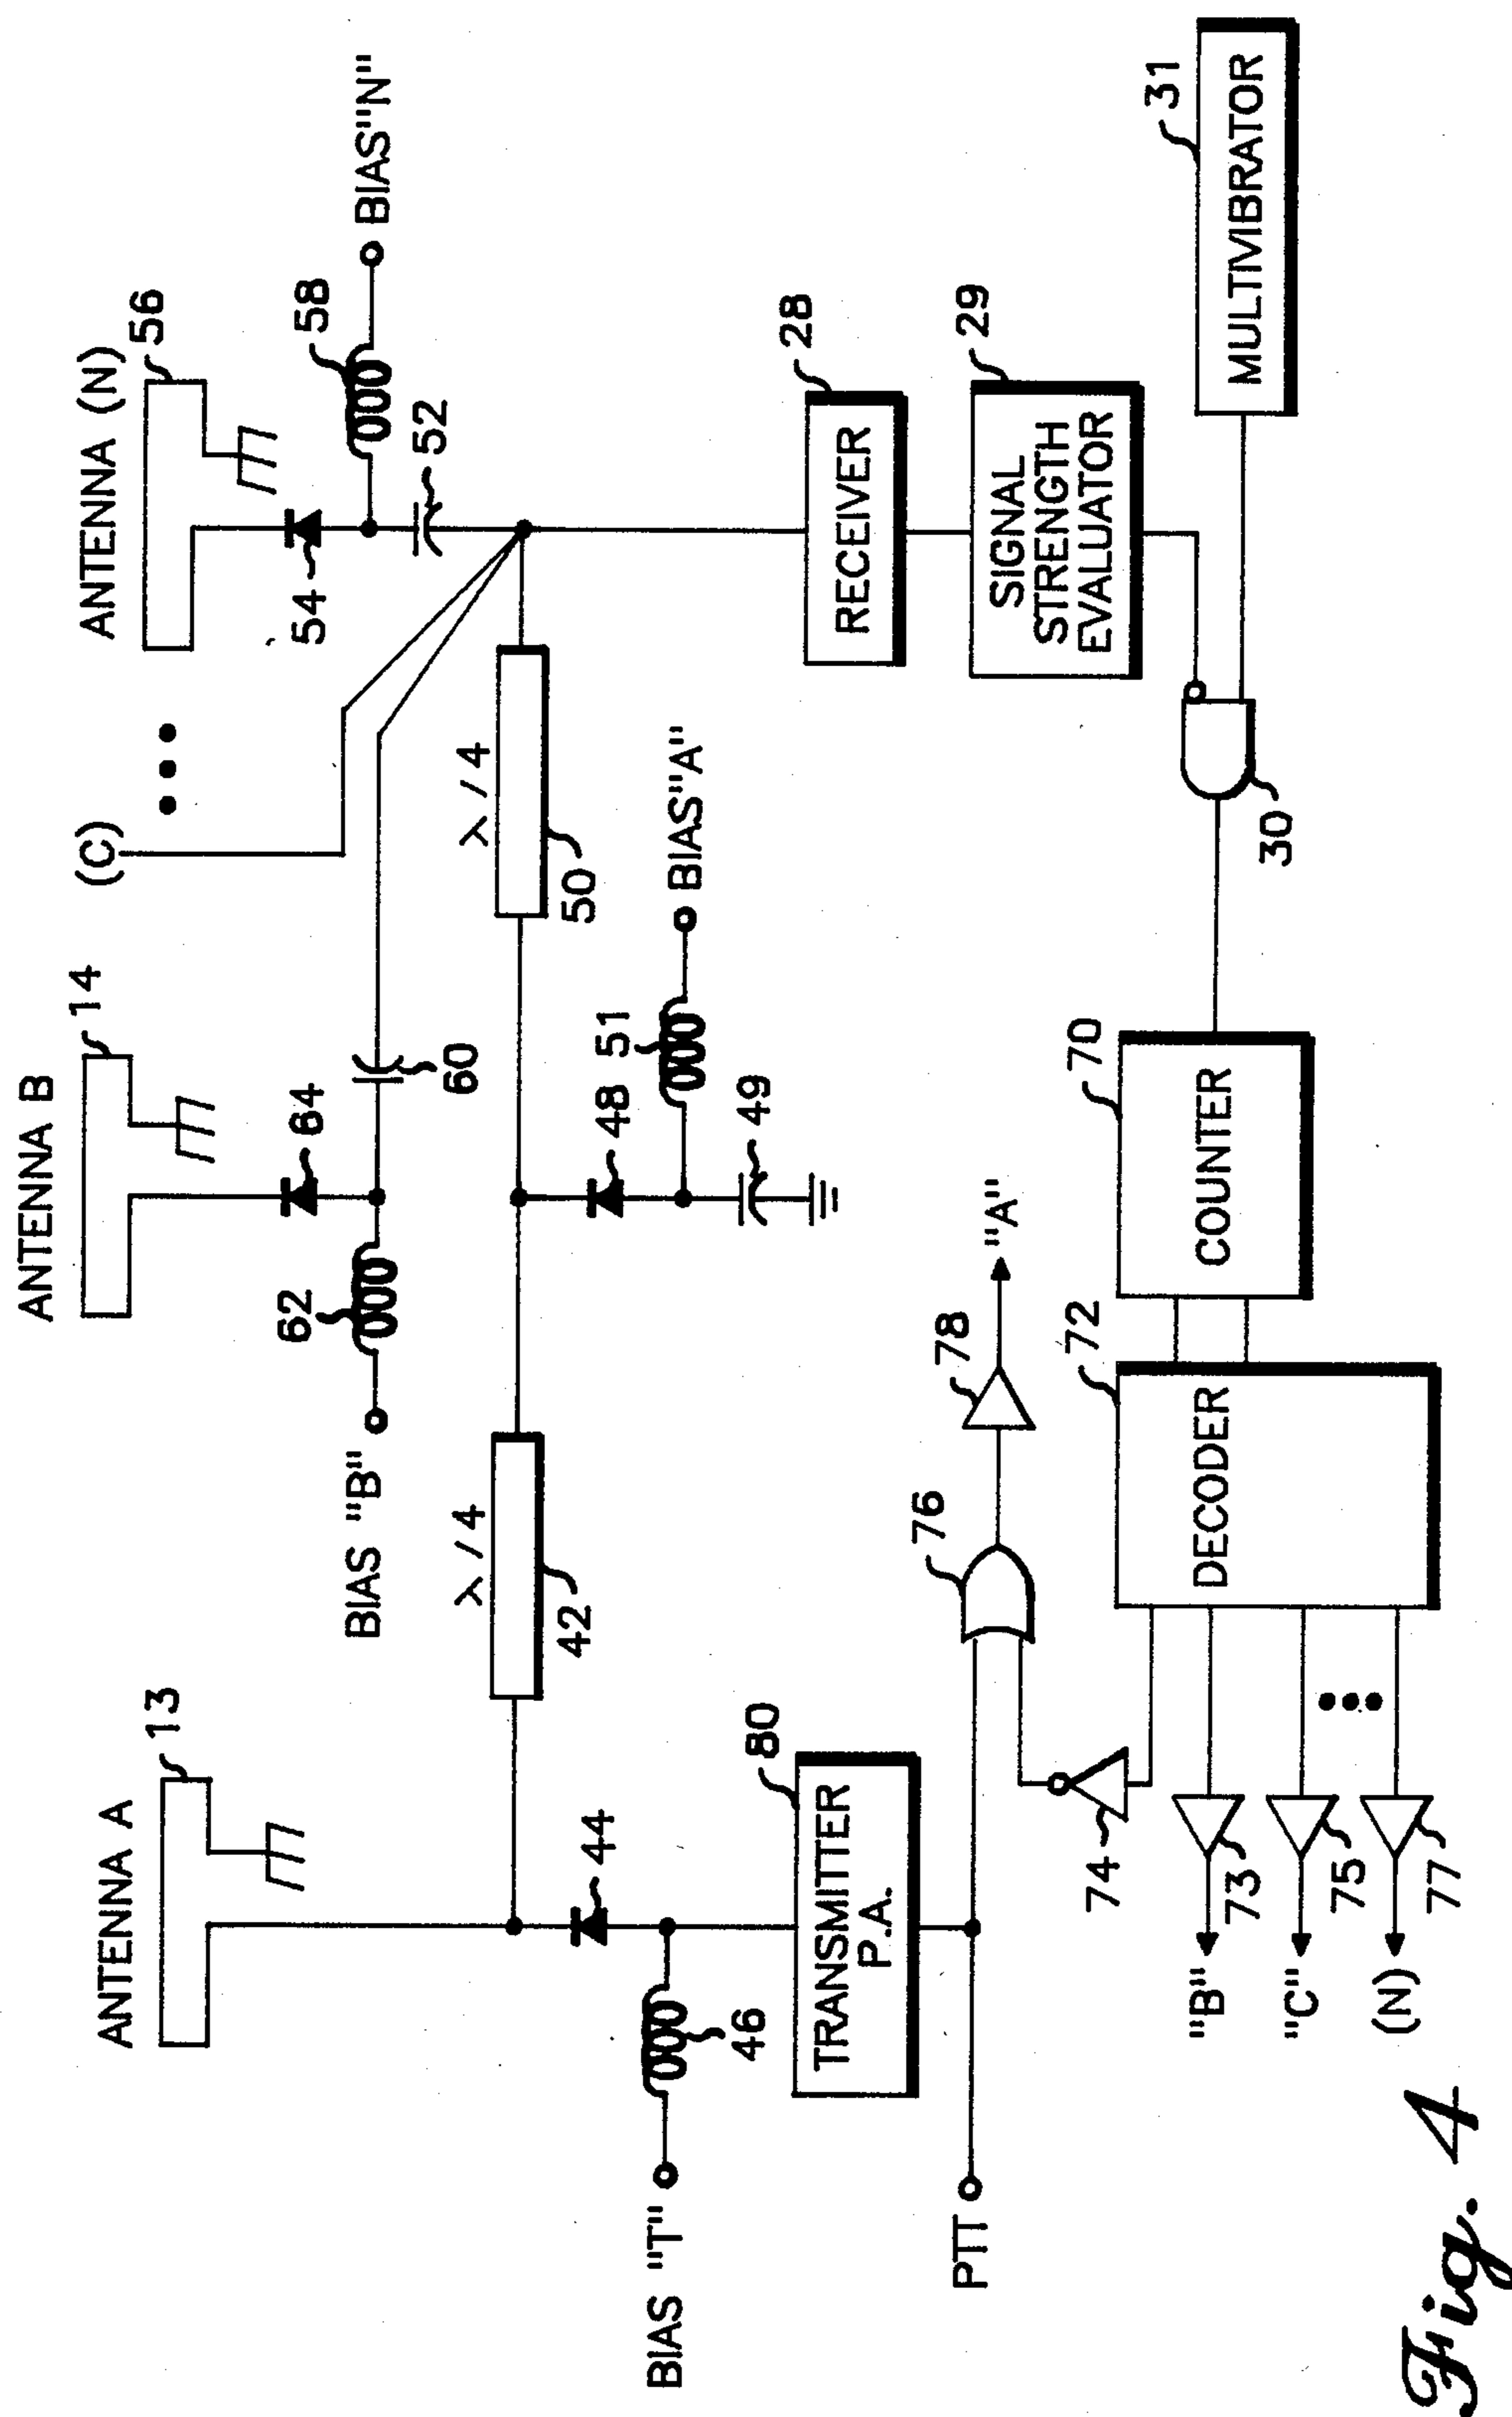 ANTENNA A
13
ANTENNA B
14
(C)
ANTENNA (N)
56
BIAS "B"
62
64
60
54
58
BIAS"N"
52
λ/4
42
λ/4
50
44
46
BIAS "T"
48
51
BIAS"A"
49
TRANSMITTER
P.A.
80
RECEIVER
28
PTT
76
78
"A"
SIGNAL
STRENGTH
EVALUATOR
29
74
DECODER
72
COUNTER
70
30
MULTIVIBRATOR
31
"B"
73
"C"
75
(N)
77
Fig. 4